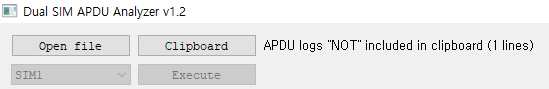 Dual SIM APDU Analyzer v1.2
Open file Clipboard APDU logs "NOT" included in clipboard (1 lines)
SIM1 Execute